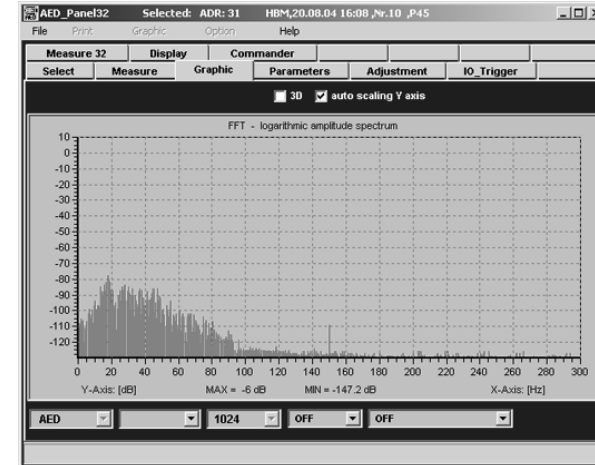 AED_Panel32 Selected: ADR: 31 HBM,20.08.04 16:08 ,Nr.10 ,P45
File Print Graphic Option Help
Measure 32 Display Commander
Select Measure Graphic Parameters Adjustment IO_Trigger
3D auto scaling Y axis
FFT - logarithmic amplitude spectrum
10
0
-10
-20
-30
-40
-50
-60
-70
-80
-90
-100
-110
-120
0 20 40 60 80 100 120 140 160 180 200 220 240 260 280 300
Y-Axis: [dB] MAX = -6 dB MIN = -147.2 dB X-Axis: [Hz]
AED 1024 OFF OFF